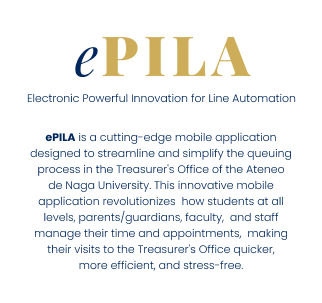 ePILA
Electronic Powerful Innovation for Line Automation
ePILA is a cutting-edge mobile application
designed to streamline and simplify the queuing
process in the Treasurer's Office of the Ateneo
de Naga University. This innovative mobile
application revolutionizes how students at all
levels, parents/guardians, faculty, and staff
manage their time and appointments, making
their visits to the Treasurer's Office quicker,
more efficient, and stress-free.